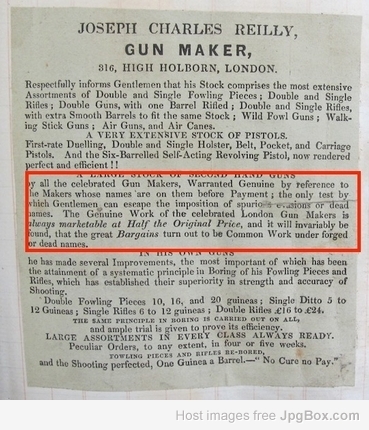 JOSEPH CHARLES REILLY,
GUN MAKER,
316, HIGH HOLBORN, LONDON.
Respectfully informs Gentlemen that his Stock comprises the most extensive
Assortments of Double and Single Fowling Pieces; Double and Single
Rifles; Double Guns, with one Barrel Rifled; Double and Single Rifles,
with extra Smooth Barrels to fit the same Stock; Wild Fowl Guns; Walk-
ing Stick Guns; Air Guns, and Air Canes.
A VERY EXTENSIVE STOCK OF PISTOLS.
First-rate Duelling, Double and Single Holster, Belt, Pocket, and Carriage
Pistols. And the Six-Barrelled Self-Acting Revolving Pistol, now rendered
perfect and efficient!!
A LARGE STOCK OF SECOND HAND GUNS
by all the celebrated Gun Makers, Warranted Genuine by reference to
the Makers whose names are on them before Payment; the only test by
which Gentlemen can escape the imposition of spurious evasions or dead
names. The Genuine Work of the celebrated London Gun Makers is
always marketable at Half the Original Price, and it will invariably be
found, that the great Bargains turn out to be Common Work under forged
or dead names.
IN HIS OWN GUNS
he has made several Improvements, the most important of which has been
the attainment of a systematic principle in Boring of his Fowling Pieces and
Rifles, which has established their superiority in strength and accuracy of
Shooting.
Double Fowling Pieces 10, 16, and 20 guineas; Single Ditto 5 to
12 Guineas; Single Rifles 6 to 12 guineas; Double Rifles £16 to £24.
THE SAME PRINCIPLE IN BORING IS CARRIED OUT ON ALL,
and ample trial is given to prove its efficiency.
LARGE ASSORTMENTS IN EVERY CLASS ALWAYS READY.
Peculiar Orders, to any extent, in four or five weeks.
FOWLING PIECES AND RIFLES RE-BORED,
and the Shooting perfected, One Guinea a Barrel.—"No Cure no Pay."
Host images free JpgBox.com